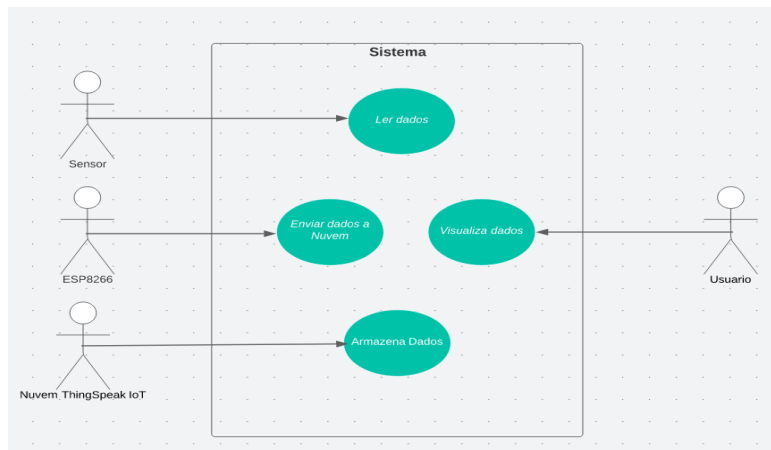 Sistema
Ler dados
Sensor
Enviar dados a
Nuvem
Visualiza dados
ESP8266
Usuario
Armazena Dados
Nuvem ThingSpeak IoT